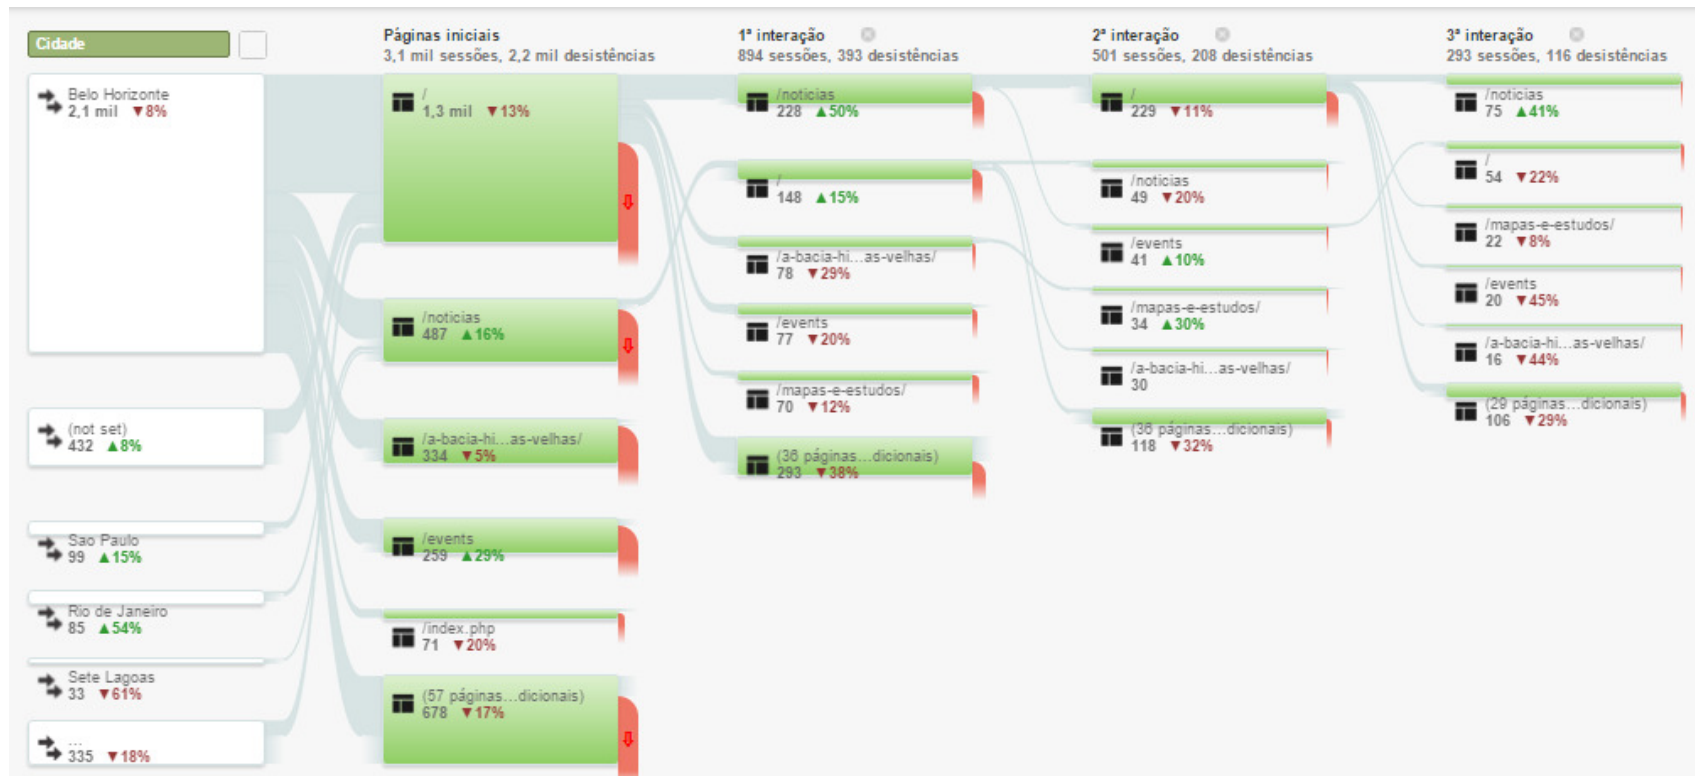 Cidade
Belo Horizonte
2,1 mil ▼8%
(not set)
432 ▲8%
Sao Paulo
99 ▲15%
Rio de Janeiro
85 ▲54%
Sete Lagoas
33 ▼61%
...
335 ▼18%
Páginas iniciais
3,1 mil sessões, 2,2 mil desistências
/
1,3 mil ▼13%
/noticias
487 ▲16%
/a-bacia-hi...as-velhas/
334 ▼5%
/events
259 ▲29%
/index.php
71 ▼20%
(57 páginas...dicionais)
678 ▼17%
1ª interação
894 sessões, 393 desistências
/noticias
228 ▲50%
/
148 ▲15%
/a-bacia-hi...as-velhas/
78 ▼29%
/events
77 ▼20%
/mapas-e-estudos/
70 ▼12%
(36 páginas...dicionais)
293 ▼38%
2ª interação
501 sessões, 208 desistências
/
229 ▼11%
/noticias
49 ▼20%
/events
41 ▲10%
/mapas-e-estudos/
34 ▲30%
/a-bacia-hi...as-velhas/
30
(36 páginas...dicionais)
118 ▼32%
3ª interação
293 sessões, 116 desistências
/noticias
75 ▲41%
/
54 ▼22%
/mapas-e-estudos/
22 ▼8%
/events
20 ▼45%
/a-bacia-hi...as-velhas/
16 ▼44%
(29 páginas...dicionais)
106 ▼29%